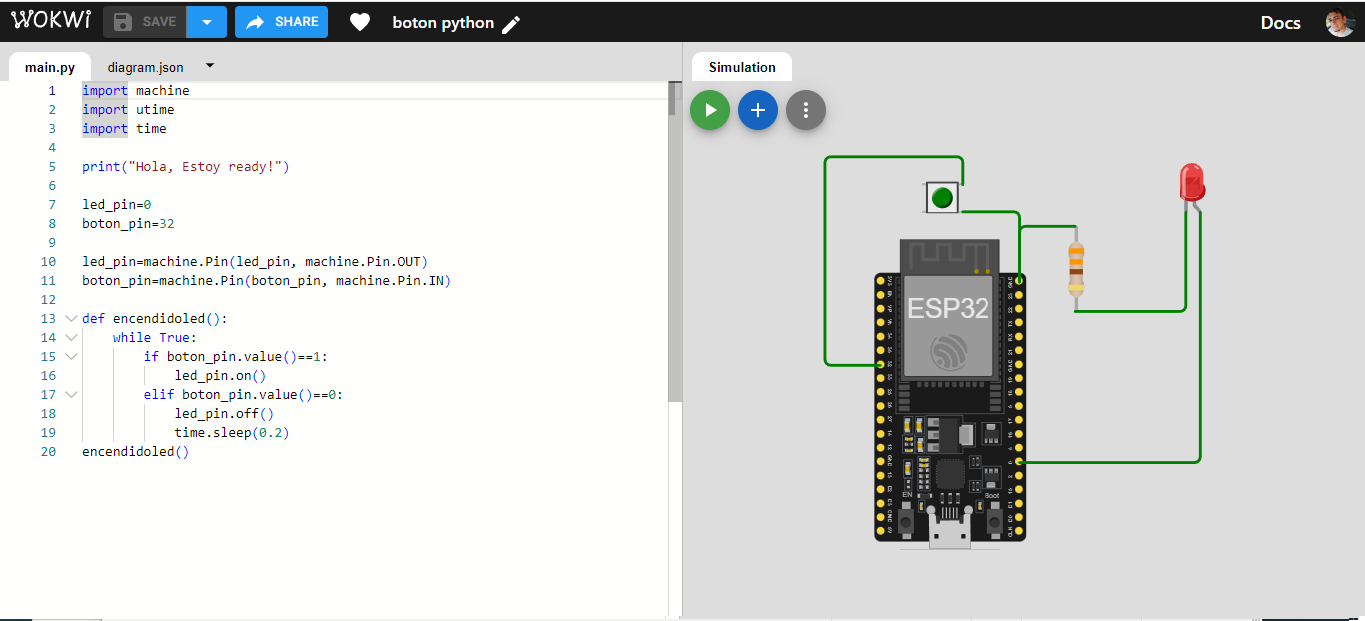 WOKWI SAVE SHARE boton python Docs
main.py diagram.json Simulation
1 import machine
2 import utime
3 import time
4
5 print("Hola, Estoy ready!")
6
7 led_pin=0
8 boton_pin=32
9
10 led_pin=machine.Pin(led_pin, machine.Pin.OUT)
11 boton_pin=machine.Pin(boton_pin, machine.Pin.IN)
12
13 def encendidoled():
14 while True:
15 if boton_pin.value()==1:
16 led_pin.on()
17 elif boton_pin.value()==0:
18 led_pin.off()
19 time.sleep(0.2)
20 encendidoled()
ESP32
EN
Boot